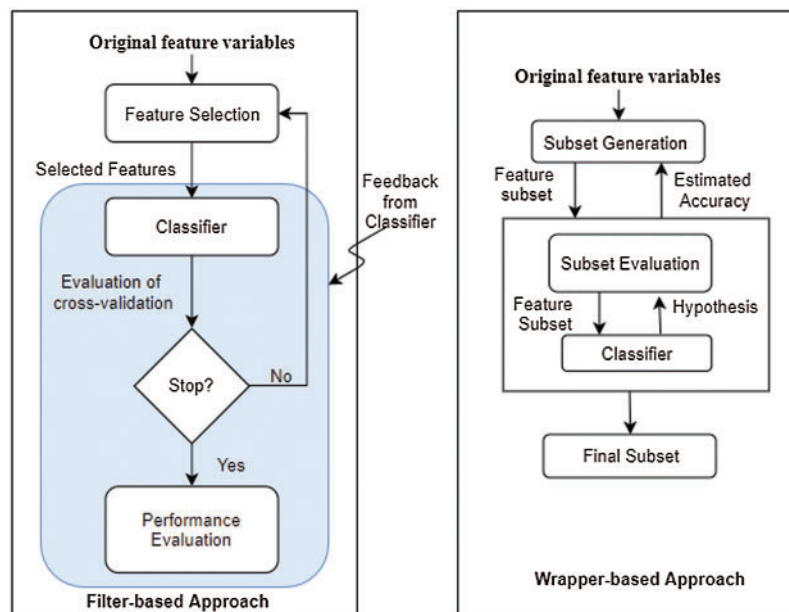 Original feature variables
Feature Selection
Selected Features
Classifier
Evaluation of
cross-validation
Stop?
No
Yes
Performance
Evaluation
Filter-based Approach
Feedback
from
Classifier
Original feature variables
Subset Generation
Feature
subset
Estimated
Accuracy
Subset Evaluation
Feature
Subset
Hypothesis
Classifier
Final Subset
Wrapper-based Approach